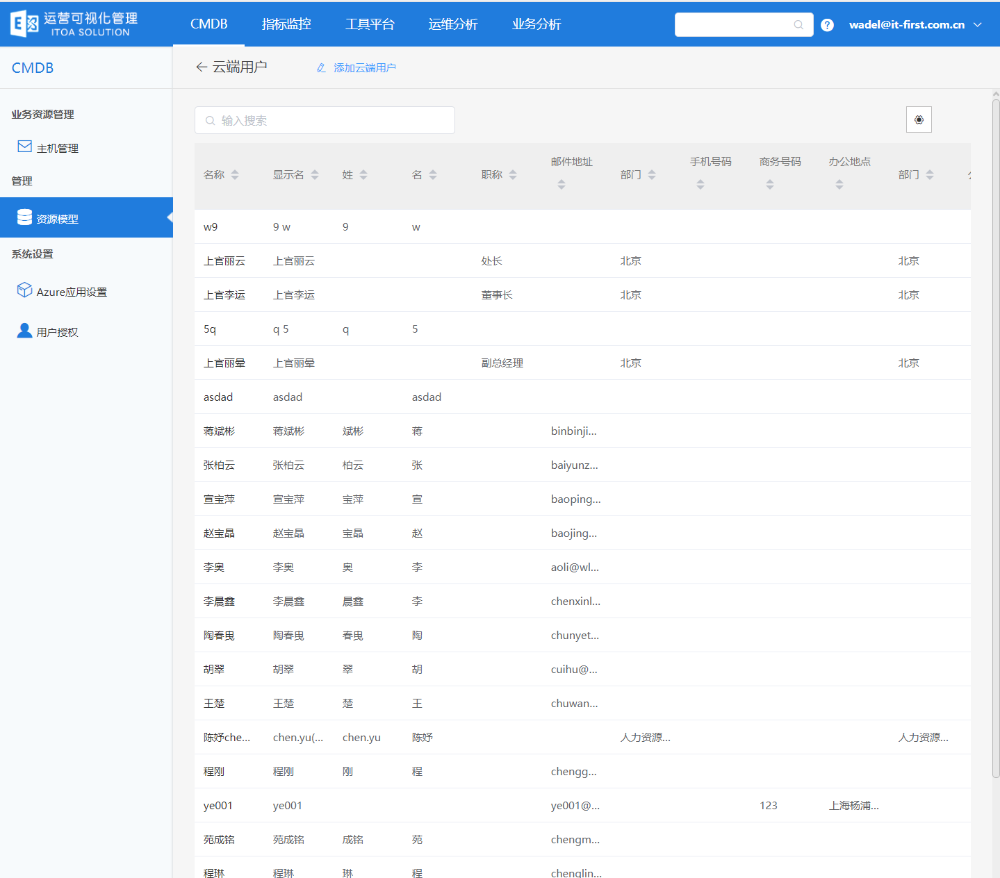 运营可视化管理
ITOA SOLUTION
CMDB 指标监控 工具平台 运维分析 业务分析
wadel@it-first.com.cn
CMDB
云端用户 添加云端用户
业务资源管理
主机管理
管理
资源模型
系统设置
Azure应用设置
用户授权
输入搜索
名称 显示名 姓 名 职称 邮件地址 部门 手机号码 商务号码 办公地点 部门
w9 9 w 9 w
上官丽云 上官丽云 处长 北京 北京
上官李运 上官李运 董事长 北京 北京
5q q 5 q 5
上官丽晕 上官丽晕 副总经理 北京 北京
asdad asdad asdad
蒋斌彬 蒋斌彬 斌彬 蒋 binbinji...
张柏云 张柏云 柏云 张 baiyunz...
宣宝萍 宣宝萍 宝萍 宣 baoping...
赵宝晶 赵宝晶 宝晶 赵 baojing...
李奥 李奥 奥 李 aoli@wl...
李晨鑫 李晨鑫 晨鑫 李 chenxinl...
陶春曳 陶春曳 春曳 陶 chunyet...
胡翠 胡翠 翠 胡 cuihu@...
王楚 王楚 楚 王 chuwan...
陈妤che... chen.yu(... chen.yu 陈妤 人力资源... 人力资源...
程刚 程刚 刚 程 chengg...
ye001 ye001 ye001@... 123 上海杨浦...
苑成铭 苑成铭 成铭 苑 chengm...
程琳 程琳 琳 程 chenglin...